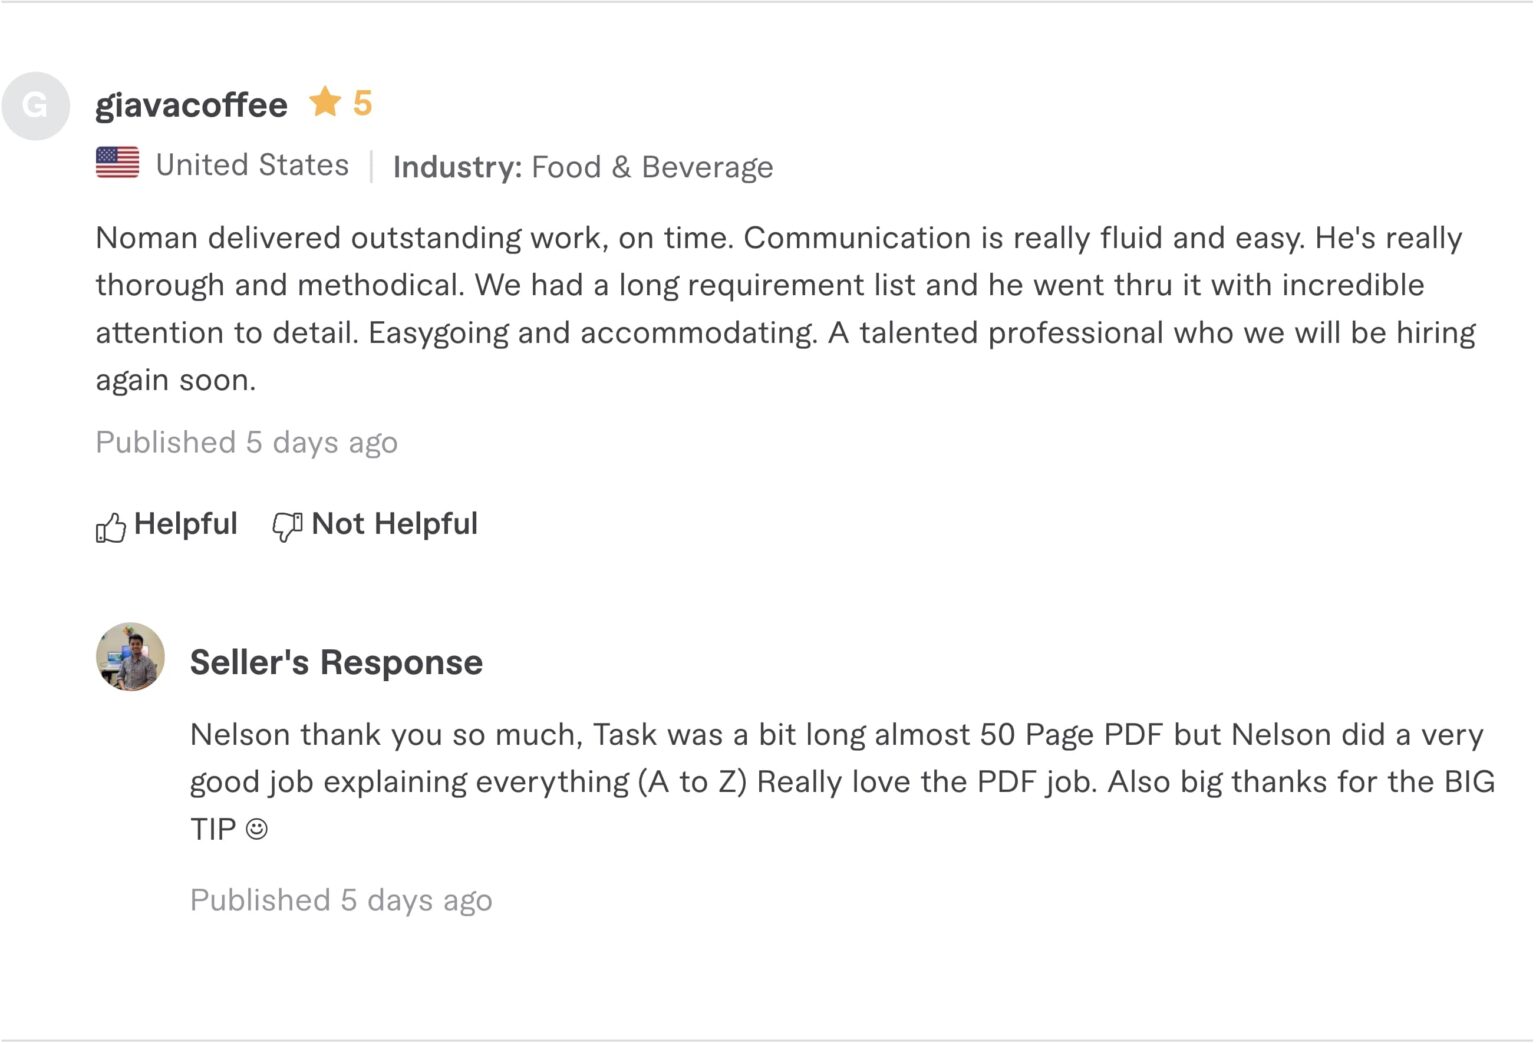 G
giavacoffee ★ 5
United States | Industry: Food & Beverage
Noman delivered outstanding work, on time. Communication is really fluid and easy. He's really
thorough and methodical. We had a long requirement list and he went thru it with incredible
attention to detail. Easygoing and accommodating. A talented professional who we will be hiring
again soon.
Published 5 days ago
Helpful Not Helpful
Seller's Response
Nelson thank you so much, Task was a bit long almost 50 Page PDF but Nelson did a very
good job explaining everything (A to Z) Really love the PDF job. Also big thanks for the BIG
TIP ☺
Published 5 days ago